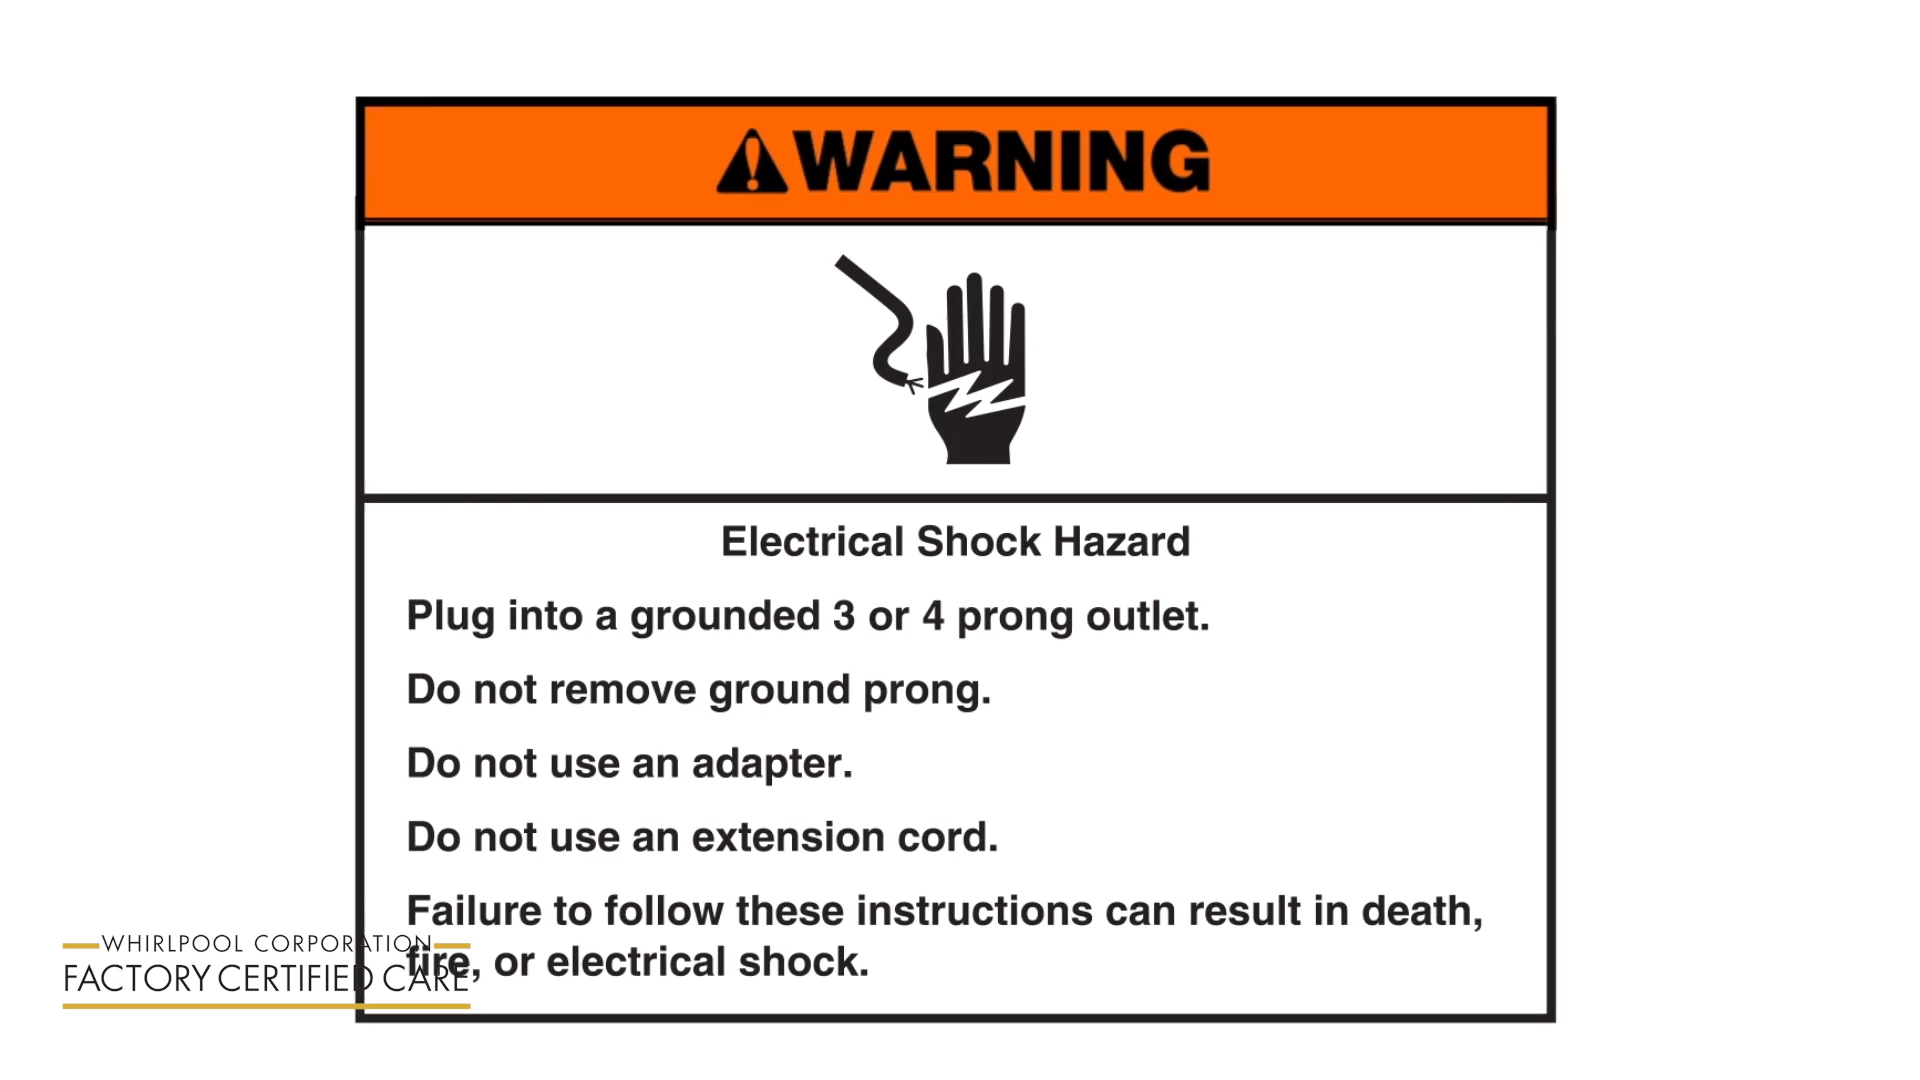 WARNING
Electrical Shock Hazard
Plug into a grounded 3 or 4 prong outlet.
Do not remove ground prong.
Do not use an adapter.
Do not use an extension cord.
Failure to follow these instructions can result in death,
fire, or electrical shock.
WHIRLPOOL CORPORATION
FACTORY CERTIFIED CARE